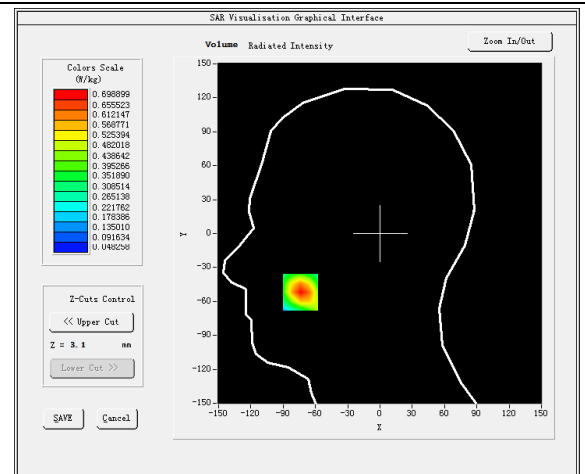 SAR Visualisation Graphical Interface
Volume Radiated Intensity
Zoom In/Out
Colors Scale
(W/kg)
0.698899
0.655523
0.612147
0.568771
0.525394
0.482018
0.438642
0.395266
0.351890
0.308514
0.265138
0.221762
0.178386
0.135010
0.091634
0.048258
Z-Cuts Control
<< Upper Cut
Z = 3.1 mm
Lower Cut >>
SAVE Cancel
150
120
90
60
30
0
-30
-60
-90
-120
-150
Y
-150 -120 -90 -60 -30 0 30 60 90 120 150
X